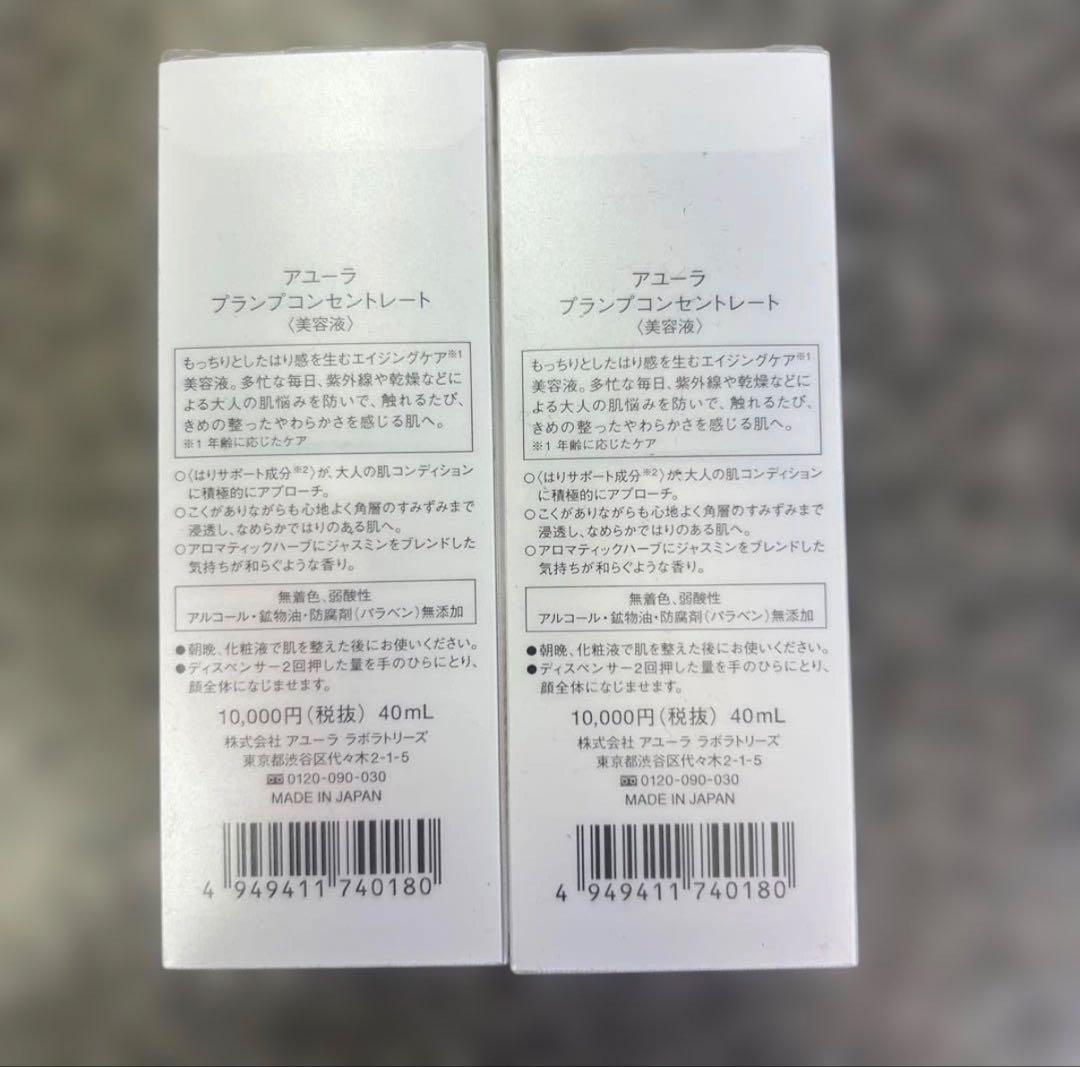 アユーラ
プランプコンセントレート
〈美容液〉
もっちりとしたはり感を生むエイジングケア※1
美容液。多忙な毎日、紫外線や乾燥などに
よる大人の肌悩みを防いで、触れるたび、
きめの整ったやわらかさを感じる肌へ。
※1 年齢に応じたケア
○〈はりサポート成分※2〉が、大人の肌コンディション
に積極的にアプローチ。
○こくがありながらも心地よく角層のすみずみまで
浸透し、なめらかではりのある肌へ。
○アロマティックハーブにジャスミンをブレンドした
気持ちが和らぐような香り。
無着色、弱酸性
アルコール・鉱物油・防腐剤(パラベン)無添加
●朝晩、化粧液で肌を整えた後にお使いください。
●ディスペンサー2回押した量を手のひらにとり、
顔全体になじませます。
10,000円(税抜) 40mL
株式会社 アユーラ ラボラトリーズ
東京都渋谷区代々木2-1-5
0120-090-030
MADE IN JAPAN
4 949411 740180
アユーラ
プランプコンセントレート
〈美容液〉
もっちりとしたはり感を生むエイジングケア※1
美容液。多忙な毎日、紫外線や乾燥などに
よる大人の肌悩みを防いで、触れるたび、
きめの整ったやわらかさを感じる肌へ。
※1 年齢に応じたケア
○〈はりサポート成分※2〉が、大人の肌コンディション
に積極的にアプローチ。
○こくがありながらも心地よく角層のすみずみまで
浸透し、なめらかではりのある肌へ。
○アロマティックハーブにジャスミンをブレンドした
気持ちが和らぐような香り。
無着色、弱酸性
アルコール・鉱物油・防腐剤(パラベン)無添加
●朝晩、化粧液で肌を整えた後にお使いください。
●ディスペンサー2回押した量を手のひらにとり、
顔全体になじませます。
10,000円(税抜) 40mL
株式会社 アユーラ ラボラトリーズ
東京都渋谷区代々木2-1-5
0120-090-030
MADE IN JAPAN
4 949411 740180